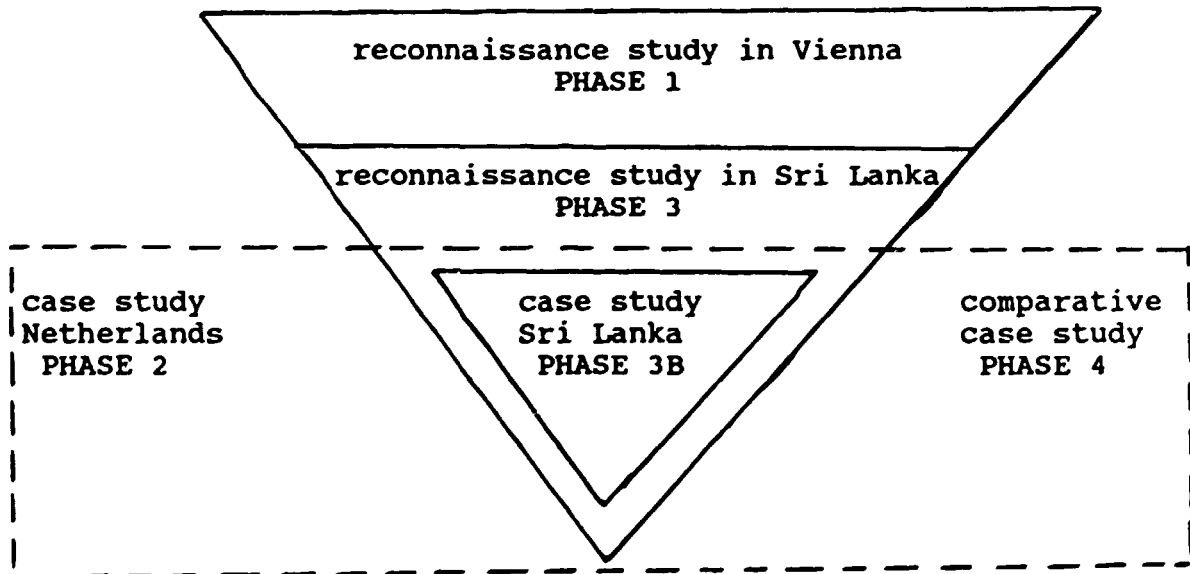 reconnaissance study in Vienna
PHASE 1
reconnaissance study in Sri Lanka
PHASE 3
case study
Netherlands
PHASE 2
case study
Sri Lanka
PHASE 3B
comparative
case study
PHASE 4